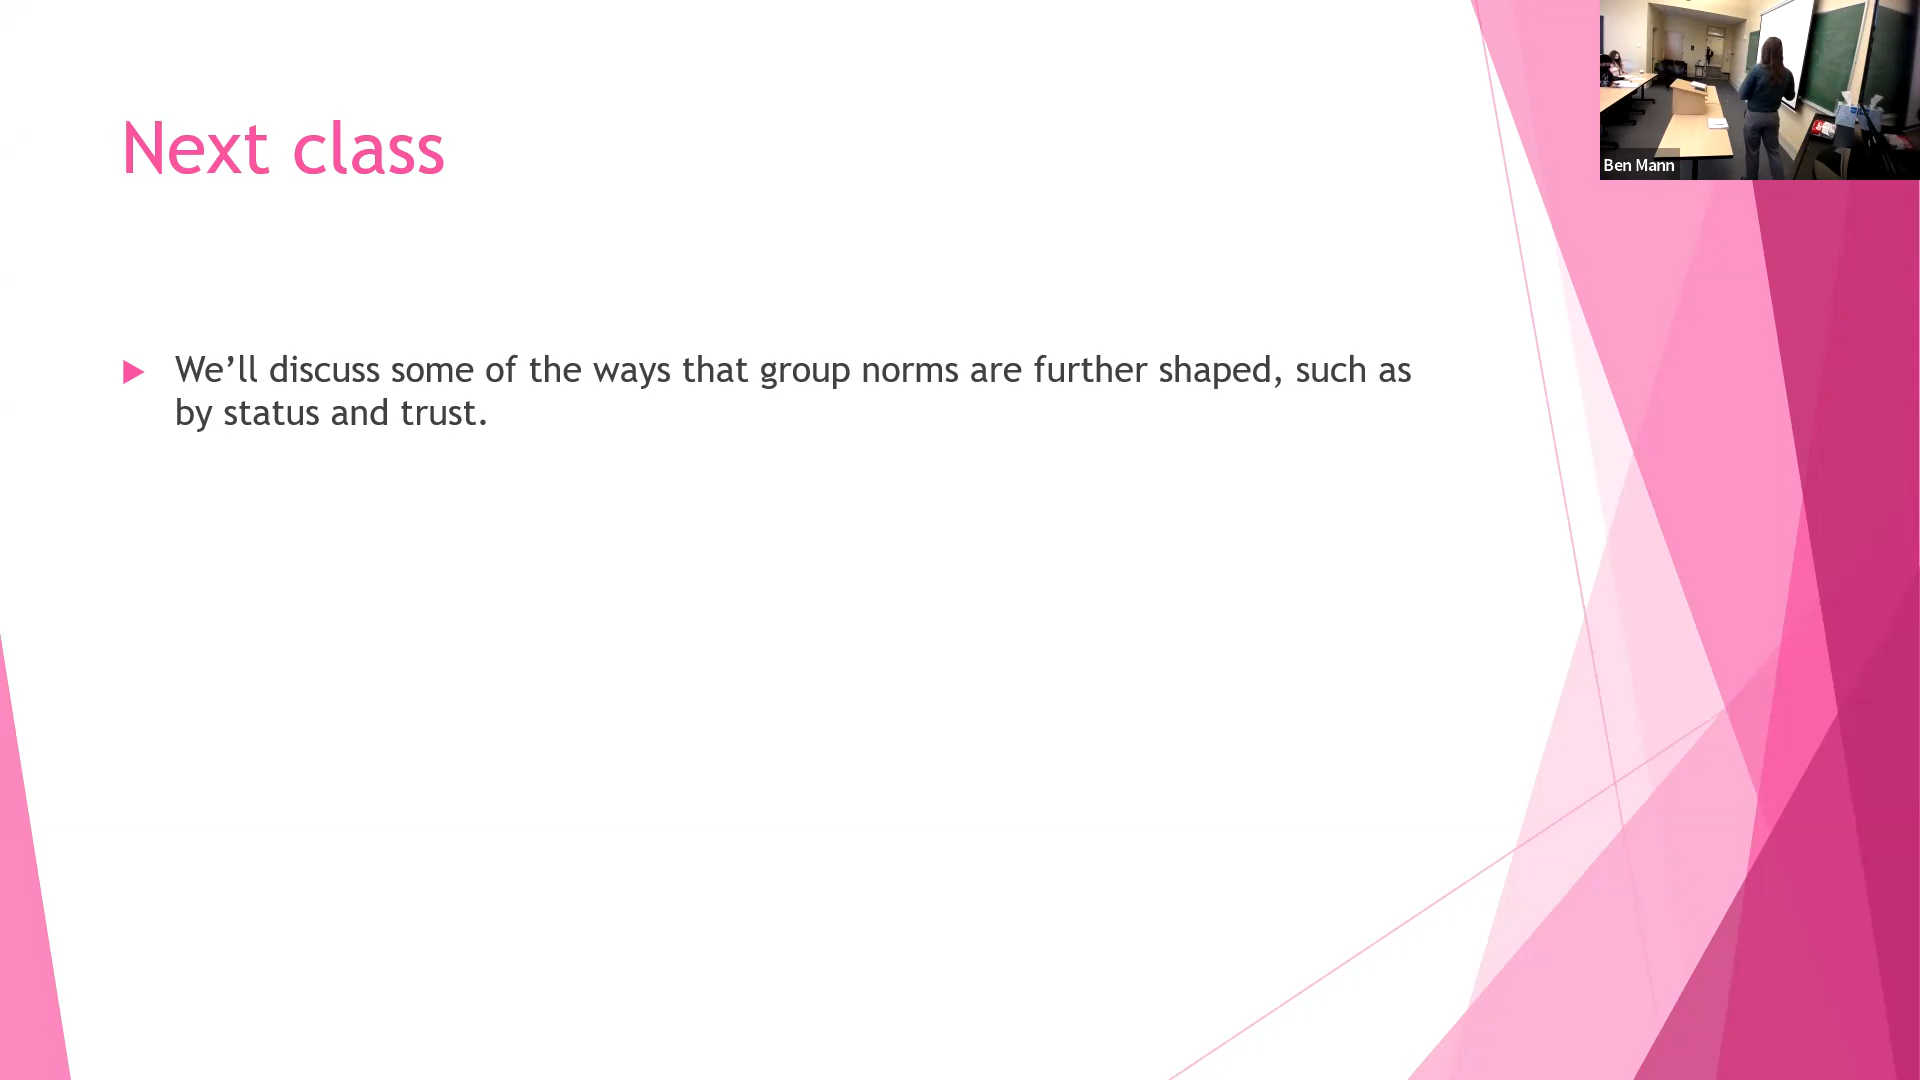 Next class
We’ll discuss some of the ways that group norms are further shaped, such as
by status and trust.
Ben Mann